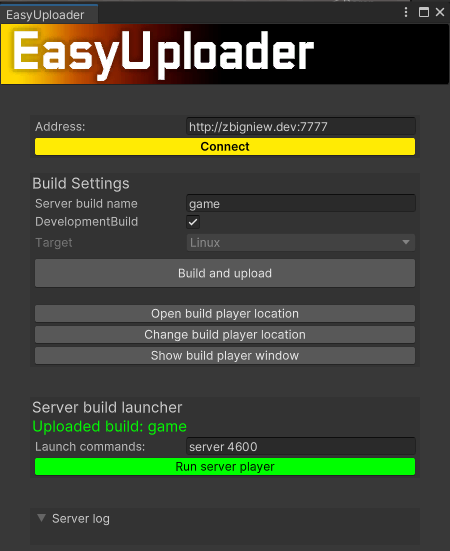 EasyUploader
EasyUploader
Address: http://zbigniew.dev:7777
Connect
Build Settings
Server build name game
DevelopmentBuild
Target Linux
Build and upload
Open build player location
Change build player location
Show build player window
Server build launcher
Uploaded build: game
Launch commands: server 4600
Run server player
Server log